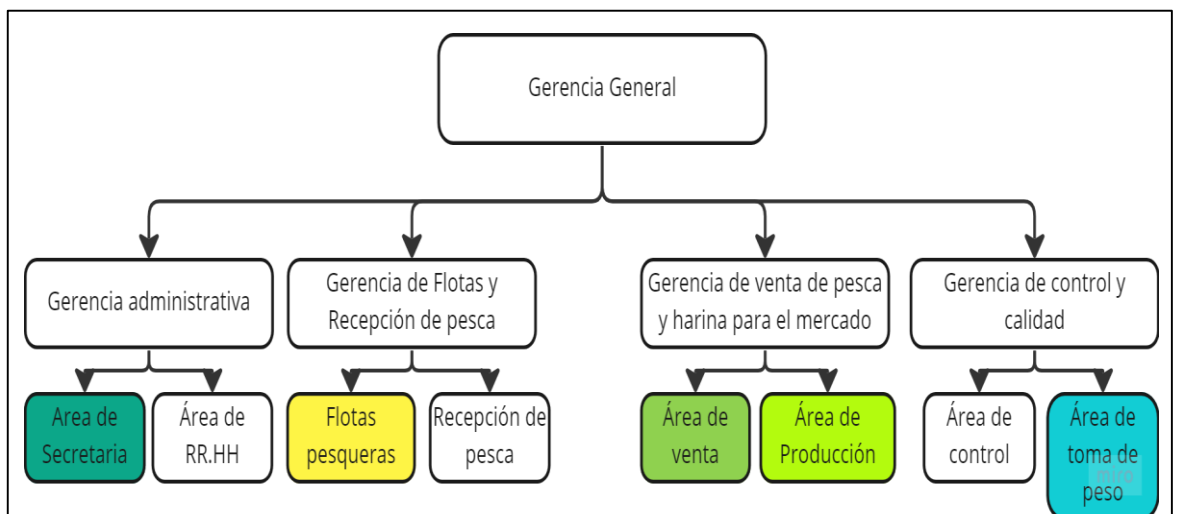 Gerencia General
Gerencia administrativa
Gerencia de Flotas y
Recepción de pesca
Gerencia de venta de pesca
y harina para el mercado
Gerencia de control y
calidad
Area de
Secretaria
Área de
RR.HH
Flotas
pesqueras
Recepción de
pesca
Área de
venta
Área de
Producción
Área de
control
Área de
toma de
peso
miro